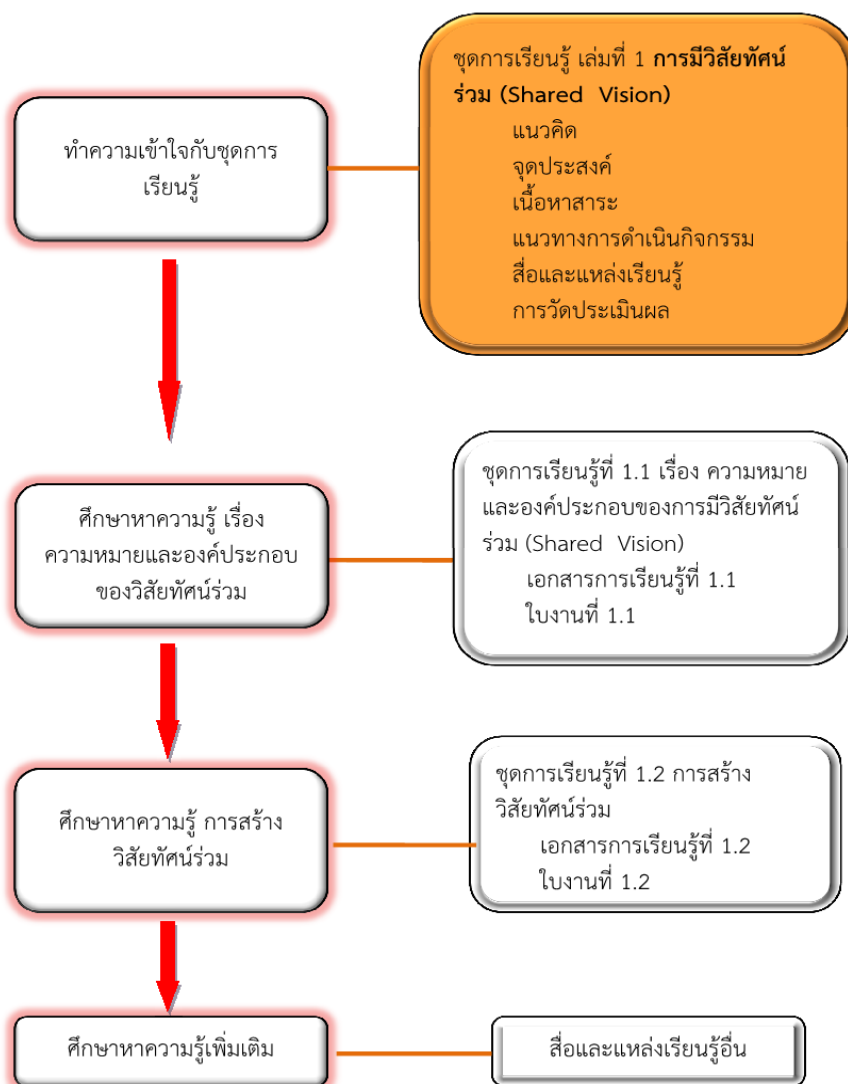 ทำความเข้าใจกับชุดการ
เรียนรู้
ชุดการเรียนรู้ เล่มที่ 1 การมีวิสัยทัศน์
ร่วม (Shared Vision)
แนวคิด
จุดประสงค์
เนื้อหาสาระ
แนวทางการดำเนินกิจกรรม
สื่อและแหล่งเรียนรู้
การวัดประเมินผล
ศึกษาหาความรู้ เรื่อง
ความหมายและองค์ประกอบ
ของวิสัยทัศน์ร่วม
ชุดการเรียนรู้ที่ 1.1 เรื่อง ความหมาย
และองค์ประกอบของการมีวิสัยทัศน์
ร่วม (Shared Vision)
เอกสารการเรียนรู้ที่ 1.1
ใบงานที่ 1.1
ศึกษาหาความรู้ การสร้าง
วิสัยทัศน์ร่วม
ชุดการเรียนรู้ที่ 1.2 การสร้าง
วิสัยทัศน์ร่วม
เอกสารการเรียนรู้ที่ 1.2
ใบงานที่ 1.2
ศึกษาหาความรู้เพิ่มเติม
สื่อและแหล่งเรียนรู้อื่น